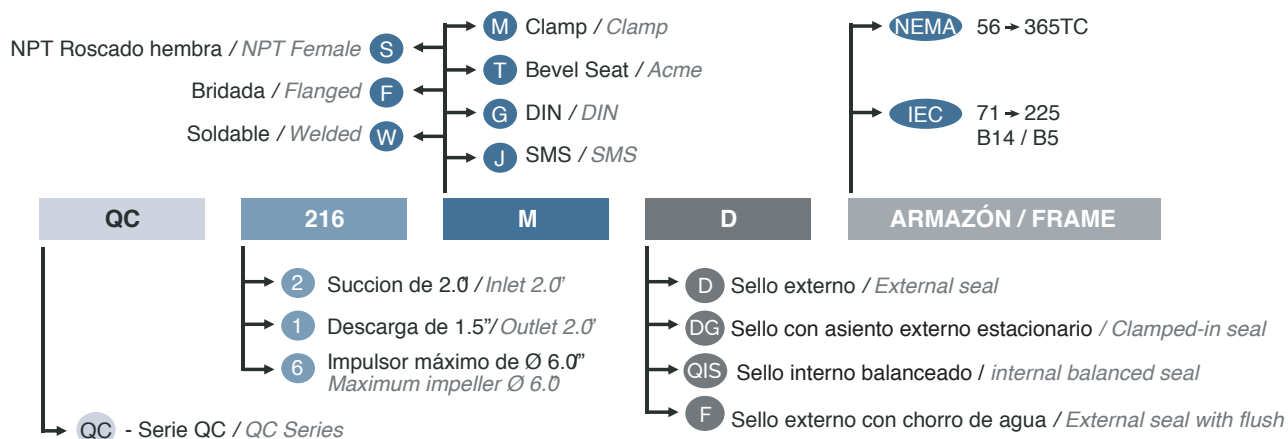 M Clamp / Clamp
NEMA 56 → 365TC
NPT Roscado hembra / NPT Female S
T Bevel Seat / Acme
Bridada / Flanged F
G DIN / DIN
IEC 71 → 225
B14 / B5
Soldable / Welded W
J SMS / SMS
QC 216 M D ARMAZÓN / FRAME
2 Succion de 2.0" / Inlet 2.0"
D Sello externo / External seal
1 Descarga de 1.5"/ Outlet 2.0"
DG Sello con asiento externo estacionario / Clamped-in seal
6 Impulsor máximo de Ø 6.0"
Maximum impeller Ø 6.0"
QIS Sello interno balanceado / internal balanced seal
F Sello externo con chorro de agua / External seal with flush
QC - Serie QC / QC Series